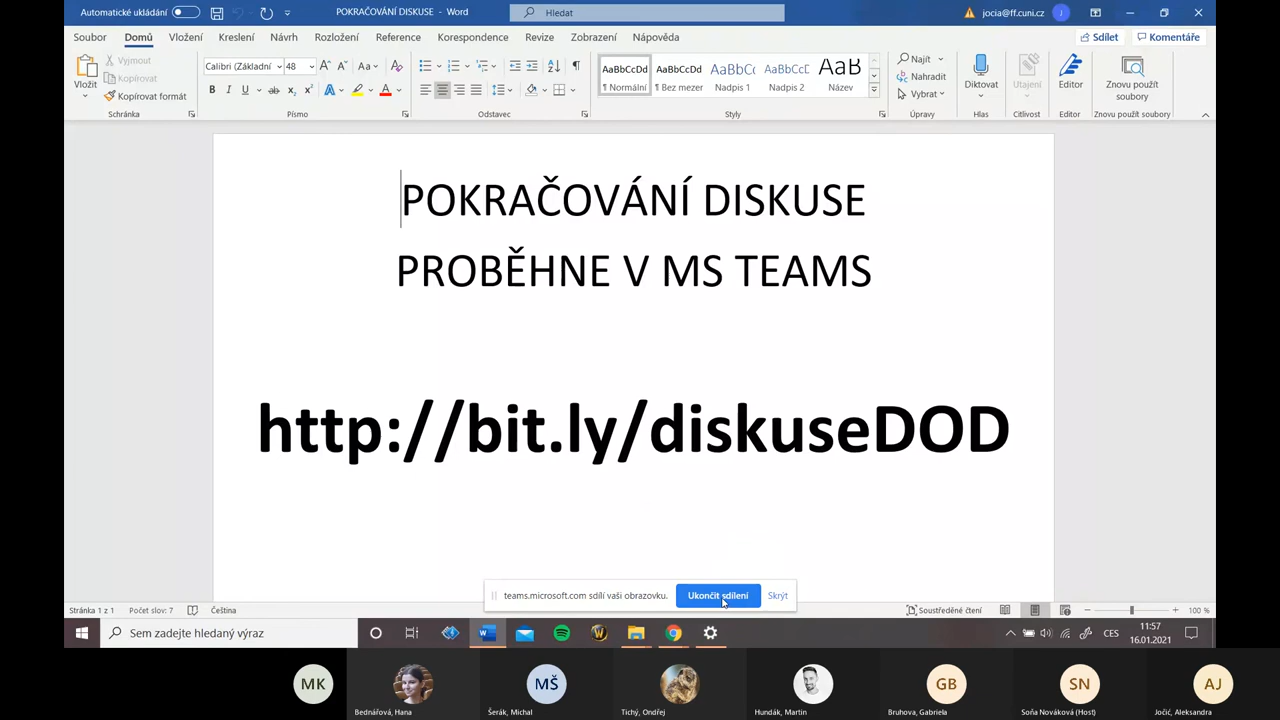 Automatické ukládání
POKRAČOVÁNÍ DISKUSE - Word
Hledat
jocia@ff.cuni.cz
J
Soubor Domů Vložení Kreslení Návrh Rozložení Reference Korespondence Revize Zobrazení Nápověda
Sdílet Komentáře
Vložit
Vyjmout
Kopírovat
Kopírovat formát
Schránka
Calibri (Základní 48
Písmo
Odstavec
AaBbCcDd AaBbCcDd AaBbCc AaBbCcD AaB
¶ Normální ¶ Bez mezer Nadpis 1 Nadpis 2 Název
Styly
Najít
Nahradit
Vybrat
Úpravy
Diktovat
Hlas
Utajení
Citlivost
Editor
Editor
Znovu použít soubory
Znovu použít soubory
POKRAČOVÁNÍ DISKUSE
PROBĚHNE V MS TEAMS
http://bit.ly/diskuseDOD
teams.microsoft.com sdílí vaši obrazovku. Ukončit sdílení Skrýt
Stránka 1 z 1 Počet slov: 7 Čeština
Soustředěné čtení
100 %
Sem zadejte hledaný výraz
CES
11:57
16.01.2021
MK MŠ GB SN AJ
Bednářová, Hana Šerák, Michal Tichý, Ondřej Hundák, Martin Bruhova, Gabriela Soňa Nováková (Host) Jočić, Aleksandra